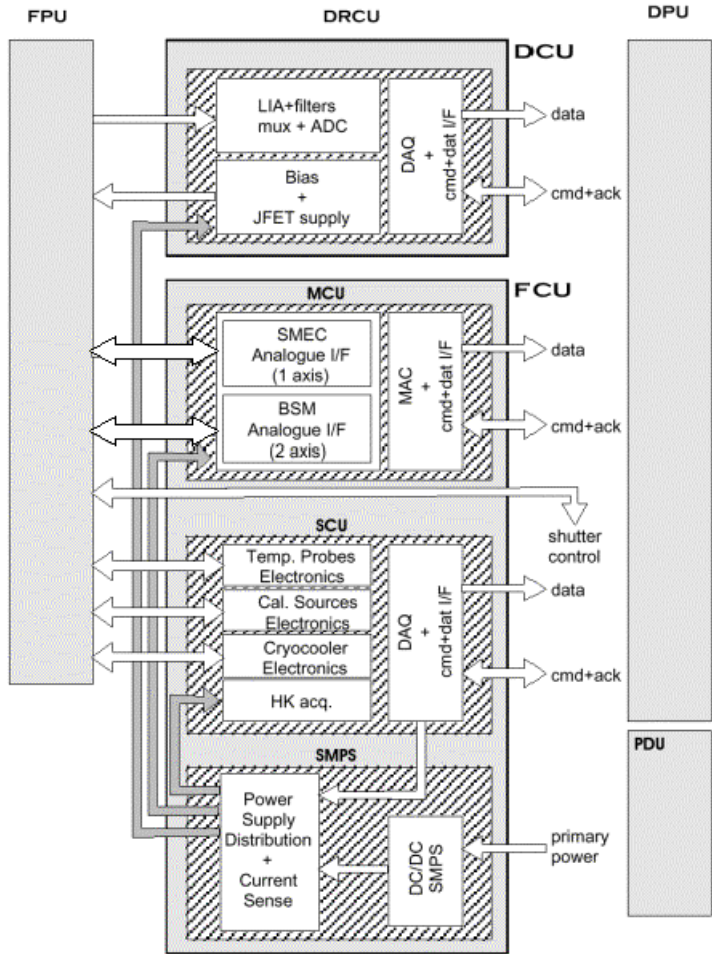 FPU
DRCU
DPU
DCU
LIA+filters
mux + ADC
Bias
+
JFET supply
DAQ
+
cmd+dat I/F
data
cmd+ack
FCU
MCU
SMEC
Analogue I/F
(1 axis)
BSM
Analogue I/F
(2 axis)
MAC
+
cmd+dat I/F
data
cmd+ack
shutter
control
SCU
Temp. Probes
Electronics
Cal. Sources
Electronics
Cryocooler
Electronics
HK acq.
DAQ
+
cmd+dat I/F
data
cmd+ack
SMPS
Power
Supply
Distribution
+
Current
Sense
DC/DC
SMPS
primary
power
PDU